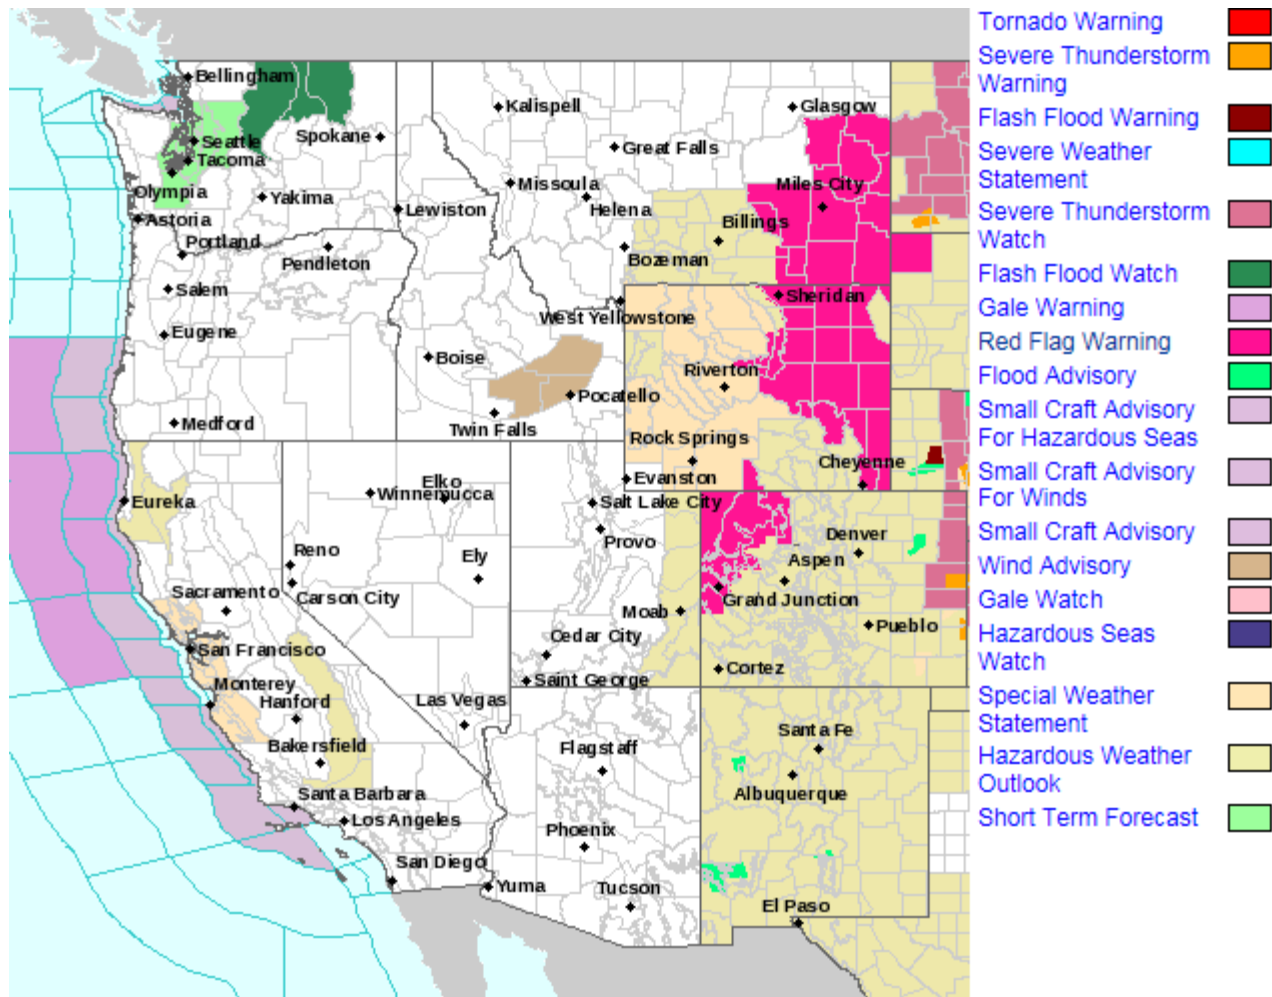 Bellingham
Kalispell
Glasgow
Seattle
Spokane
Great Falls
Tacoma
Olympia
Yakima
Missoula
Miles City
Astoria
Lewiston
Helena
Billings
Portland
Pendleton
Bozeman
Salem
Sheridan
West Yellowstone
Eugene
Boise
Riverton
Pocatello
Medford
Twin Falls
Rock Springs
Cheyenne
Evanston
Elko
Winnemucca
Eureka
Salt Lake City
Provo
Denver
Reno
Ely
Aspen
Sacramento
Carson City
Grand Junction
Moab
Pueblo
Cedar City
San Francisco
Cortez
Saint George
Monterey
Hanford
Las Vegas
Santa Fe
Bakersfield
Flagstaff
Albuquerque
Santa Barbara
Los Angeles
Phoenix
San Diego
Yuma
Tucson
El Paso
Tornado Warning
Severe Thunderstorm
Warning
Flash Flood Warning
Severe Weather
Statement
Severe Thunderstorm
Watch
Flash Flood Watch
Gale Warning
Red Flag Warning
Flood Advisory
Small Craft Advisory
For Hazardous Seas
Small Craft Advisory
For Winds
Small Craft Advisory
Wind Advisory
Gale Watch
Hazardous Seas
Watch
Special Weather
Statement
Hazardous Weather
Outlook
Short Term Forecast